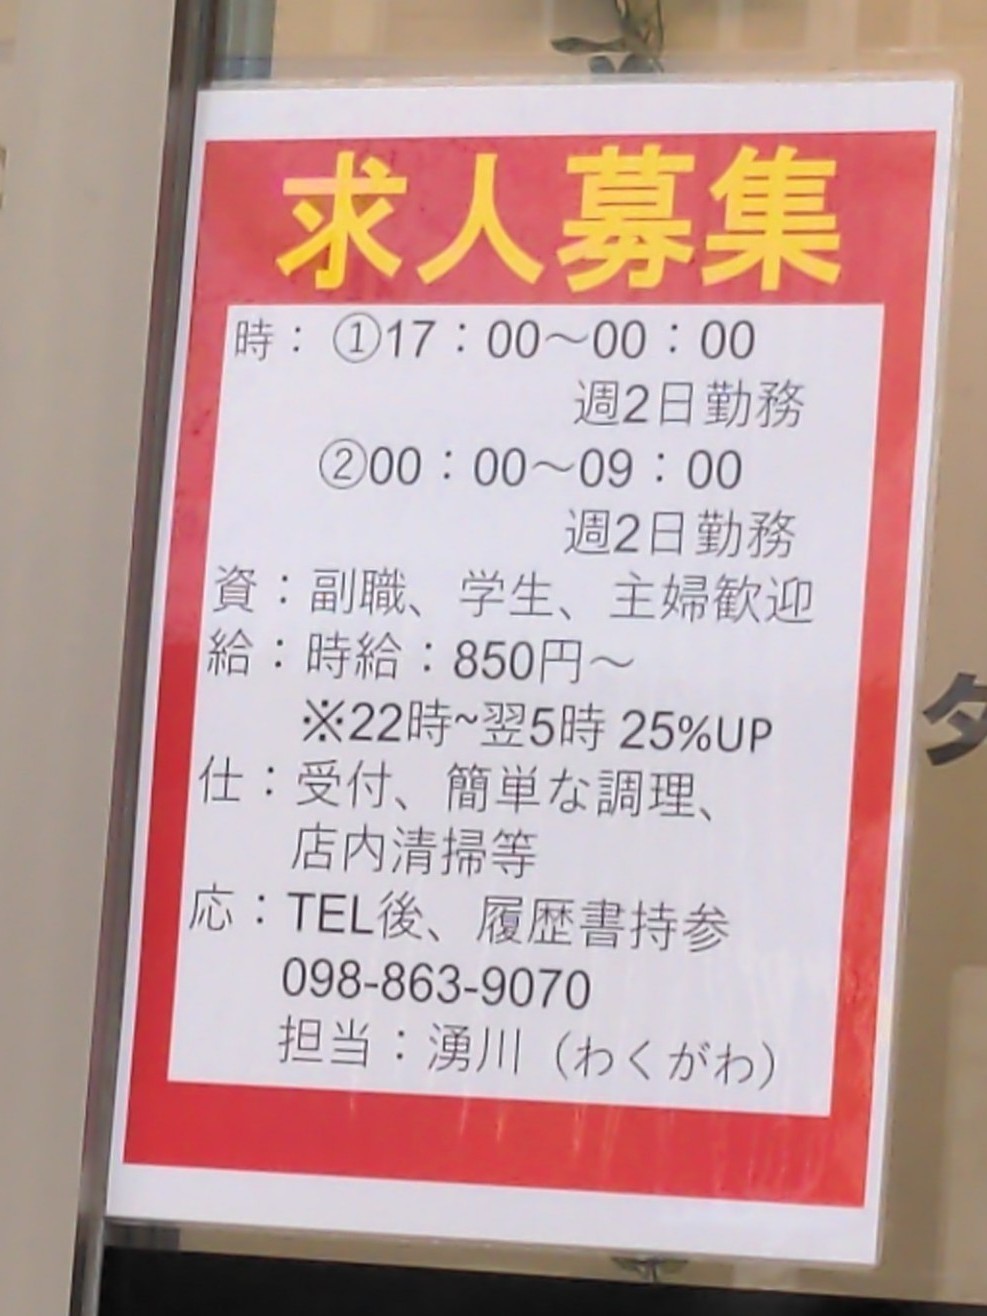 求人募集
時：①17：00～00：00
週2日勤務
②00：00～09：00
週2日勤務
資：副職、学生、主婦歓迎
給：時給：850円～
※22時~翌5時 25%UP
仕：受付、簡単な調理、
店内清掃等
応：TEL後、履歴書持参
098-863-9070
担当：湧川（わくがわ）
タ